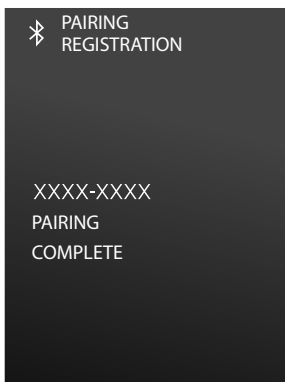 PAIRING
REGISTRATION
XXXX-XXXX
PAIRING
COMPLETE